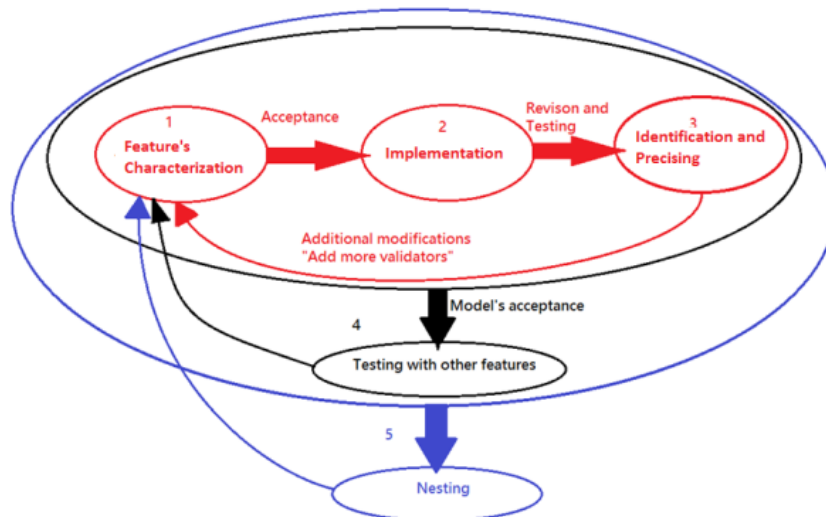 1
Feature's
Characterization
Acceptance
2
Implementation
Revison and
Testing
3
Identification and
Precising
Additional modifications
"Add more validators"
Model's acceptance
4
Testing with other features
5
Nesting